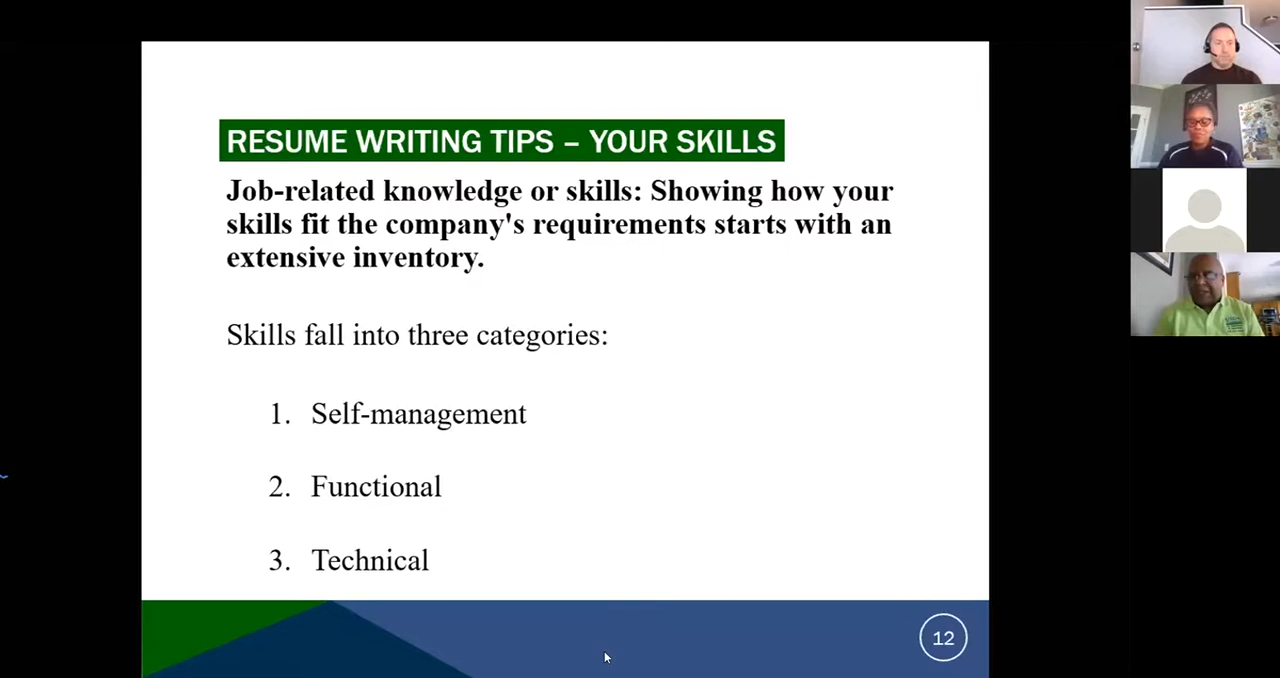 RESUME WRITING TIPS – YOUR SKILLS
Job-related knowledge or skills: Showing how your
skills fit the company's requirements starts with an
extensive inventory.
Skills fall into three categories:
1. Self-management
2. Functional
3. Technical
12